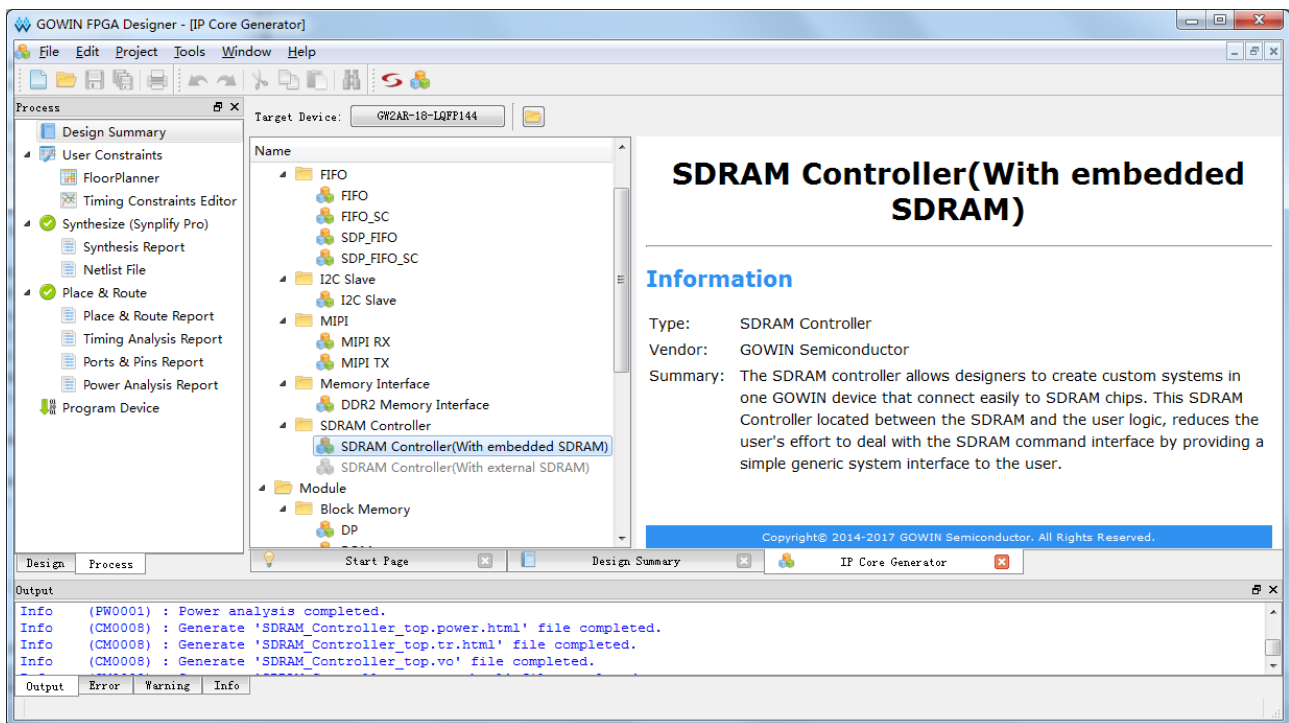 GOWIN FPGA Designer - [IP Core Generator]
File Edit Project Tools Window Help
Process
Target Device: GW2AR-18-LQFP144
Design Summary
User Constraints
FloorPlanner
Timing Constraints Editor
Synthesize (Synplify Pro)
Synthesis Report
Netlist File
Place & Route
Place & Route Report
Timing Analysis Report
Ports & Pins Report
Power Analysis Report
Program Device
Name
FIFO
FIFO
FIFO_SC
SDP_FIFO
SDP_FIFO_SC
I2C Slave
I2C Slave
MIPI
MIPI RX
MIPI TX
Memory Interface
DDR2 Memory Interface
SDRAM Controller
SDRAM Controller(With embedded SDRAM)
SDRAM Controller(With external SDRAM)
Module
Block Memory
DP
SDRAM Controller(With embedded
SDRAM)
Information
Type: SDRAM Controller
Vendor: GOWIN Semiconductor
Summary: The SDRAM controller allows designers to create custom systems in
one GOWIN device that connect easily to SDRAM chips. This SDRAM
Controller located between the SDRAM and the user logic, reduces the
user's effort to deal with the SDRAM command interface by providing a
simple generic system interface to the user.
Copyright© 2014-2017 GOWIN Semiconductor. All Rights Reserved.
Design Process
Start Page Design Summary IP Core Generator
Output
Info (PW0001) : Power analysis completed.
Info (CM0008) : Generate 'SDRAM_Controller_top.power.html' file completed.
Info (CM0008) : Generate 'SDRAM_Controller_top.tr.html' file completed.
Info (CM0008) : Generate 'SDRAM_Controller_top.vo' file completed.
Output Error Warning Info